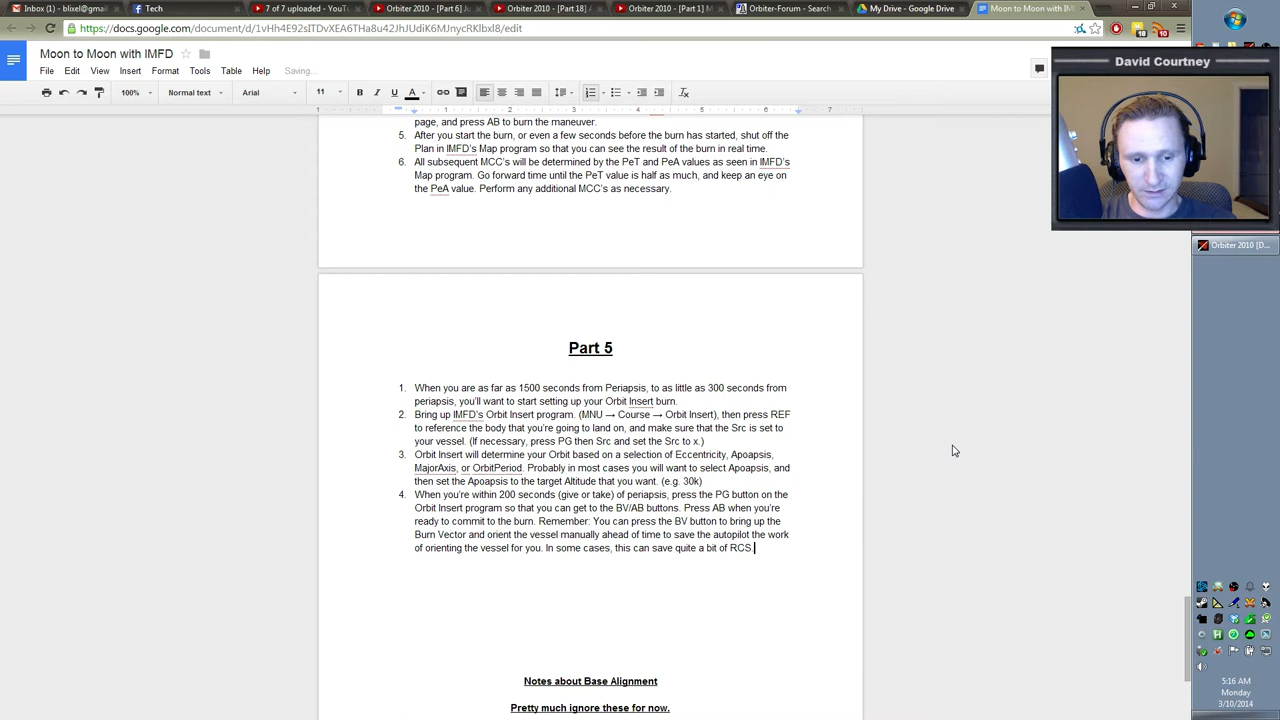 Inbox (1) - blixel@gmail
Tech
7 of 7 uploaded - YouTu
Orbiter 2010 - [Part 6] Ju
Orbiter 2010 - [Part 18]
Orbiter 2010 - [Part 1] M
Orbiter-Forum - Search
My Drive - Google Drive
Moon to Moon with IMF
https://docs.google.com/document/d/1vHh4E92sITDvXEA6THa8u42JhJUdiK6MJnycRKlbxl8/edit
Moon to Moon with IMFD
File Edit View Insert Format Tools Table Help Saving...
100% Normal text Arial 11 B I U A
1 1 2 3 4 5 6 7
page, and press AB to burn the maneuver.
5. After you start the burn, or even a few seconds before the burn has started, shut off the
Plan in IMFD's Map program so that you can see the result of the burn in real time.
6. All subsequent MCC's will be determined by the PeT and PeA values as seen in IMFD's
Map program. Go forward time until the PeT value is half as much, and keep an eye on
the PeA value. Perform any additional MCC's as necessary.
Part 5
1. When you are as far as 1500 seconds from Periapsis, to as little as 300 seconds from
periapsis, you'll want to start setting up your Orbit Insert burn.
2. Bring up IMFD's Orbit Insert program. (MNU → Course → Orbit Insert), then press REF
to reference the body that you're going to land on, and make sure that the Src is set to
your vessel. (If necessary, press PG then Src and set the Src to x.)
3. Orbit Insert will determine your Orbit based on a selection of Eccentricity, Apoapsis,
MajorAxis, or OrbitPeriod. Probably in most cases you will want to select Apoapsis, and
then set the Apoapsis to the target Altitude that you want. (e.g. 30k)
4. When you're within 200 seconds (give or take) of periapsis, press the PG button on the
Orbit Insert program so that you can get to the BV/AB buttons. Press AB when you're
ready to commit to the burn. Remember: You can press the BV button to bring up the
Burn Vector and orient the vessel manually ahead of time to save the autopilot the work
of orienting the vessel for you. In some cases, this can save quite a bit of RCS.
Notes about Base Alignment
Pretty much ignore these for now.
David Courtney
Orbiter 2010 [D...
5:16 AM
Monday
3/10/2014